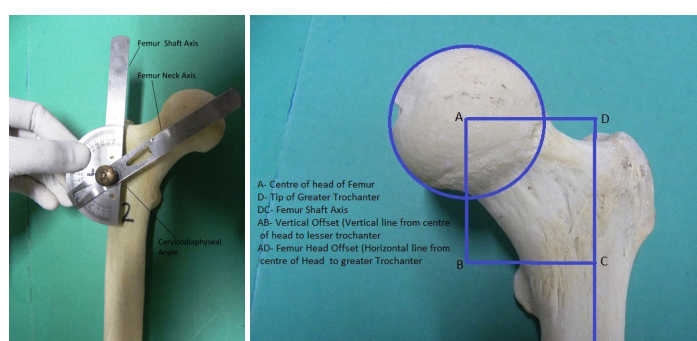 Femur Shaft Axis
Femur Neck Axis
2
Cervicodiaphyseal
Angle
A
D
A- Centre of head of Femur
D- Tip of Greater Trochanter
DC- Femur Shaft Axis
AB- Vertical Offset (Vertical line from centre
of head to lesser trochanter
AD- Femur Head Offset (Horizontal line from
centre of Head to greater Trochanter
B
C